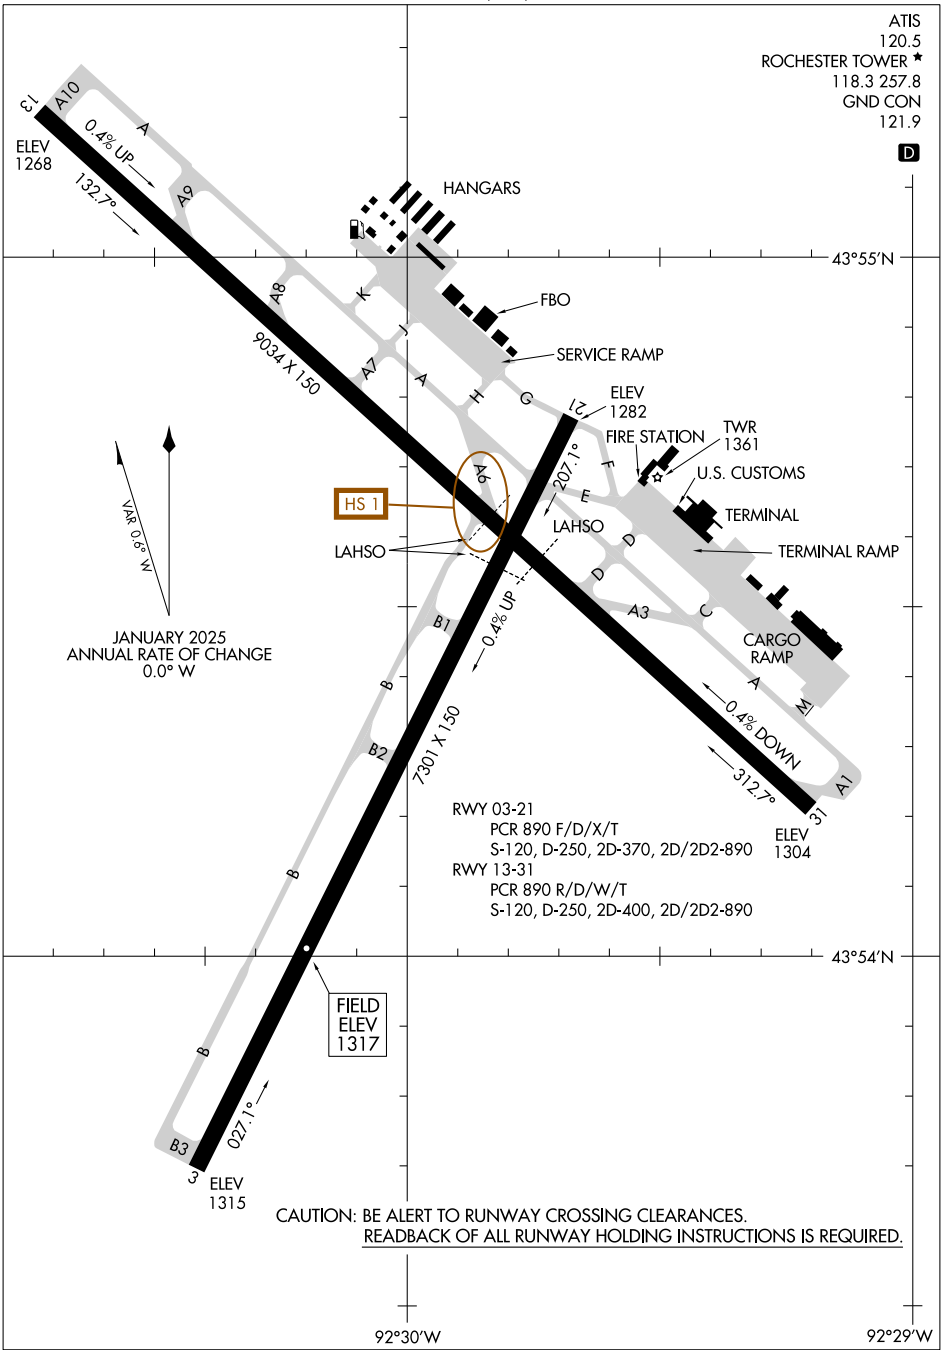 ATIS
120.5
ROCHESTER TOWER ★
118.3 257.8
GND CON
121.9
D
13
A10
A
ELEV
1268
0.4% UP
132.7°
A9
HANGARS
43°55'N
A8
K
J
FBO
SERVICE RAMP
9034 X 150
A7
A
H
G
21
ELEV
1282
FIRE STATION
TWR
1361
U.S. CUSTOMS
TERMINAL
TERMINAL RAMP
207.1°
F
E
A6
HS 1
LAHSO
LAHSO
D
D
A3
C
CARGO
RAMP
VAR 0.6° W
JANUARY 2025
ANNUAL RATE OF CHANGE
0.0° W
0.4% UP
B1
B
B2
7301 X 150
A
M
0.4% DOWN
312.7°
A1
31
ELEV
1304
RWY 03-21
PCR 890 F/D/X/T
S-120, D-250, 2D-370, 2D/2D2-890
RWY 13-31
PCR 890 R/D/W/T
S-120, D-250, 2D-400, 2D/2D2-890
B
43°54'N
FIELD
ELEV
1317
B
027.1°
B3
3
ELEV
1315
CAUTION: BE ALERT TO RUNWAY CROSSING CLEARANCES.
READBACK OF ALL RUNWAY HOLDING INSTRUCTIONS IS REQUIRED.
92°30'W
92°29'W